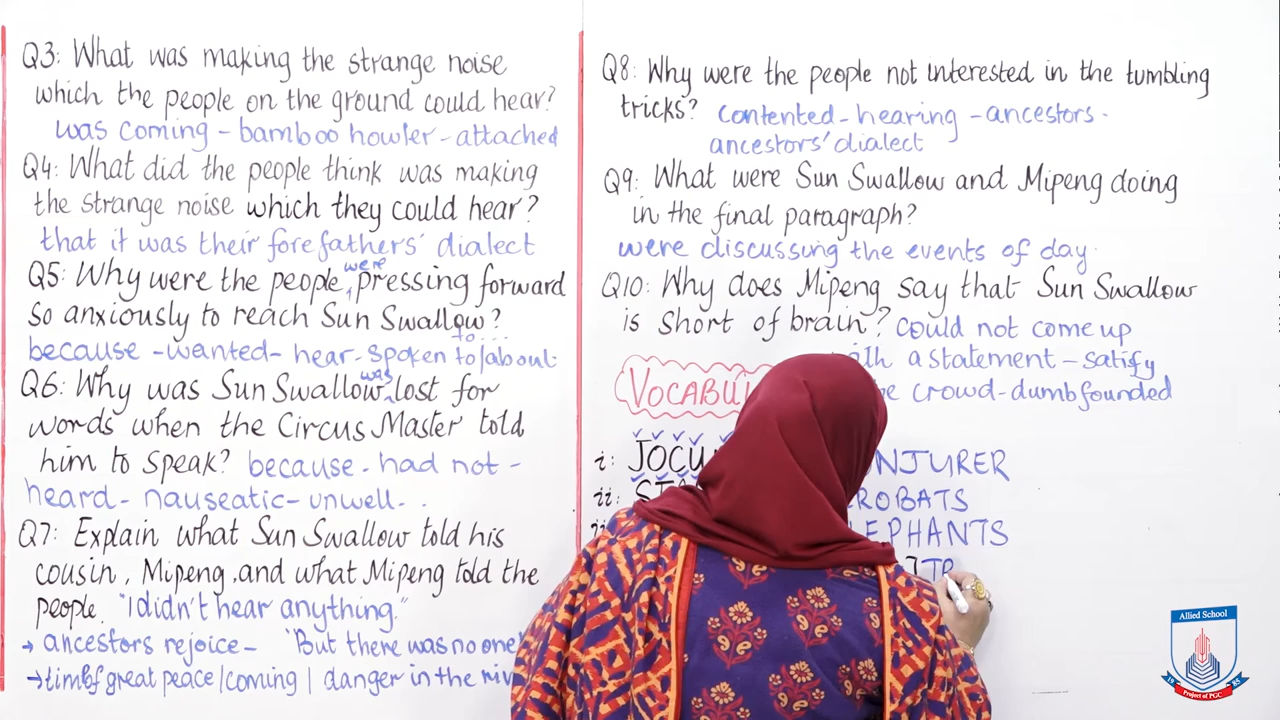 Q3: What was making the strange noise
which the people on the ground could hear?
was coming - bamboo howler - attached
Q4: What did the people think was making
the strange noise which they could hear?
that it was their forefathers' dialect
were
Q5: Why were the people, pressing forward
so anxiously to reach Sun Swallow?
to...
because - wanted - hear - spoken to/about.
was
Q6: Why was Sun Swallow lost for
words when the Circus Master told
him to speak? because - had not -
heard - nauseatic - unwell - . .
Q7: Explain what Sun Swallow told his
cousin, Mipeng, and what Mipeng told the
people. "I didn't hear anything."
→ ancestors rejoice - "But there was no one
→ time of great peace/coming / danger in the riv
Q8: Why were the people not interested in the tumbling
tricks? contented - hearing - ancestors -
ancestors' dialect
Q9: What were Sun Swallow and Mipeng doing
in the final paragraph?
were discussing the events of day.
Q10: Why does Mipeng say that Sun Swallow
is short of brain? could not come up
a statement - satisfy
crowd - dumbfounded
VOCABU
i: JOCU NJURER
ii: ROBATS
EPHANTS
Allied School
1985
Project of PGC